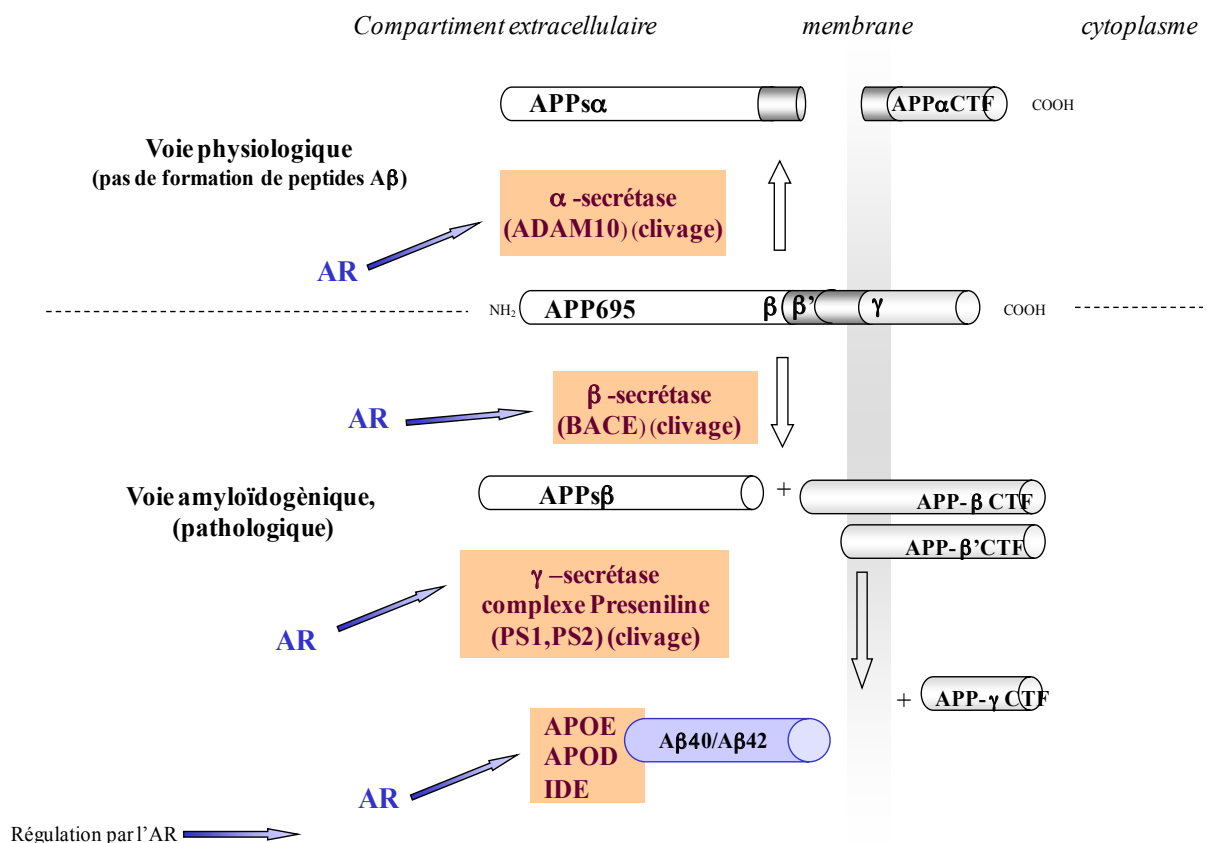 Compartiment extracellulaire membrane cytoplasme
APPsα APPαCTF COOH
Voie physiologique
(pas de formation de peptides Aβ)
α -secrétase
(ADAM10) (clivage)
AR
NH2 APP695 β β’ γ COOH
β -secrétase
(BACE) (clivage)
AR
Voie amyloïdogènique,
(pathologique)
APPsβ + APP- β CTF
APP- β’CTF
γ –secrétase
complexe Preseniline
(PS1,PS2) (clivage)
AR
+ APP- γ CTF
APOE
APOD
IDE
Aβ40/Aβ42
AR
Régulation par l’AR